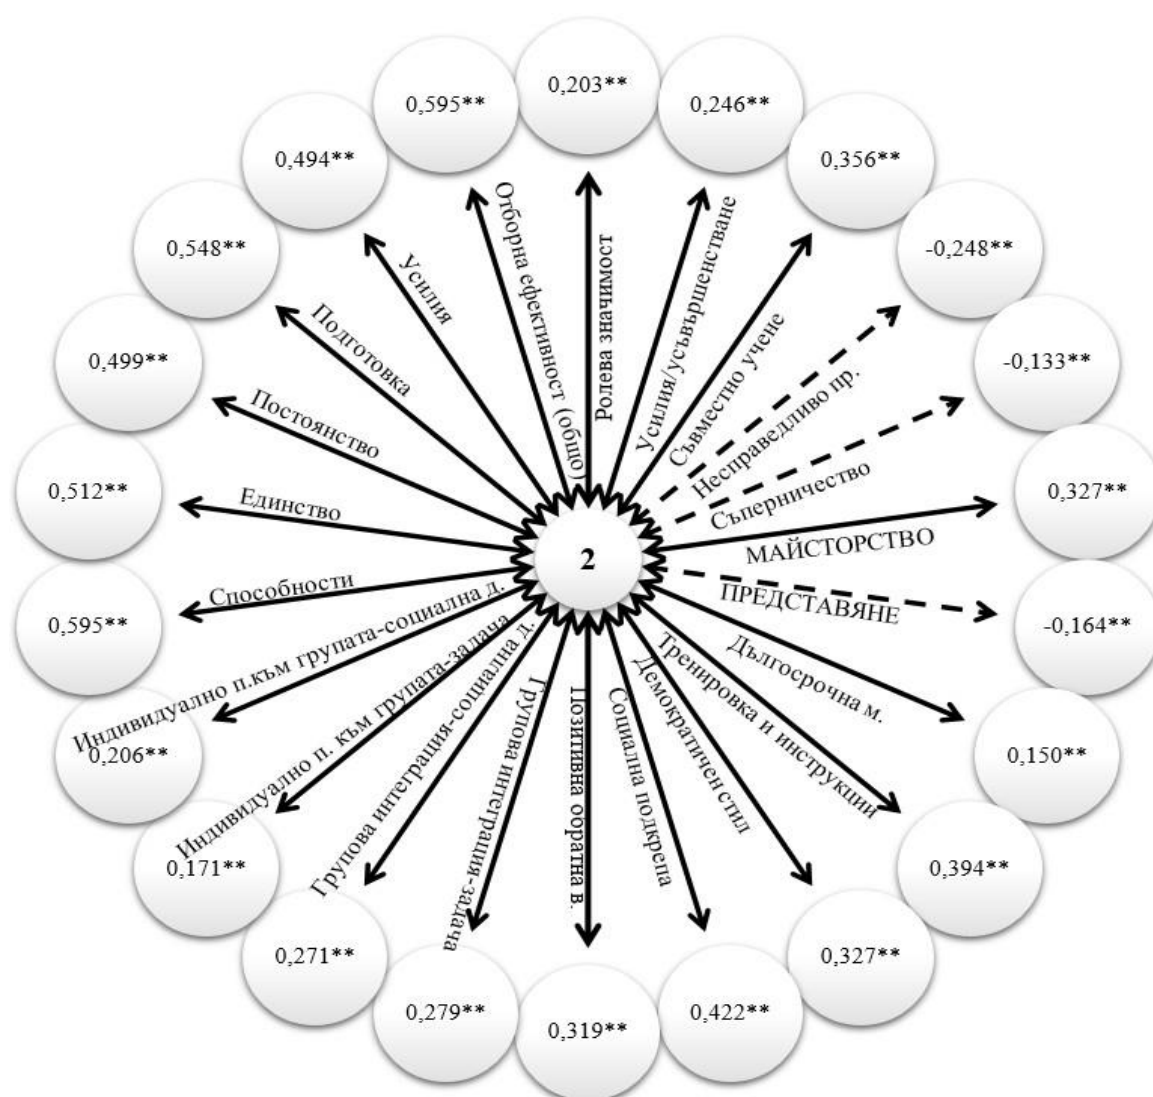 0,203**
Ролева значимост
0,246**
Усилия/усъвършенстване
0,356**
Съвместно учене
-0,248**
Несправедливо пр.
-0,133**
Съперничество
0,327**
МАЙСТОРСТВО
-0,164**
ПРЕДСТАВЯНЕ
0,150**
Дългосрочна м.
0,394**
Тренировка и инструкции
0,327**
Демократичен стил
0,422**
Социална подкрепа
0,319**
Позитивна обратна в.
0,279**
Групова интеграция-задача
0,271**
Групова интеграция-социална д.
0,171**
Индивидуално п. към групата-задача
0,206**
Индивидуално п.към групата-социална д.
0,595**
Способности
0,512**
Единство
0,499**
Постоянство
0,548**
Подготовка
0,494**
Усилия
0,595**
Отборна ефективност (общо)
2